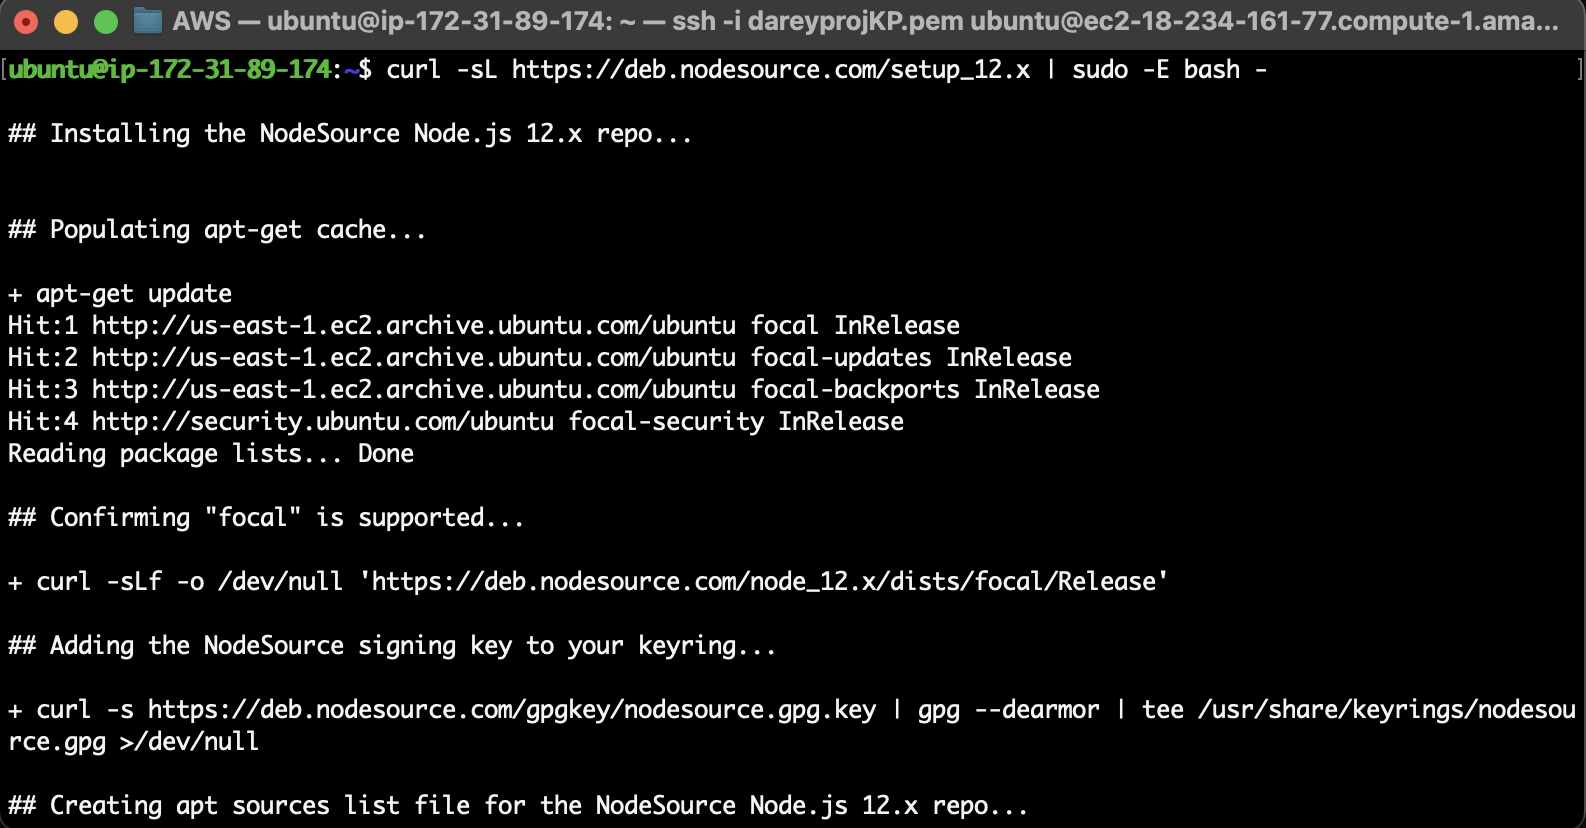 AWS — ubuntu@ip-172-31-89-174: ~ — ssh -i dareyprojKP.pem ubuntu@ec2-18-234-161-77.compute-1.ama...
[ubuntu@ip-172-31-89-174:~$ curl -sL https://deb.nodesource.com/setup_12.x | sudo -E bash - ]
## Installing the NodeSource Node.js 12.x repo...
## Populating apt-get cache...
+ apt-get update
Hit:1 http://us-east-1.ec2.archive.ubuntu.com/ubuntu focal InRelease
Hit:2 http://us-east-1.ec2.archive.ubuntu.com/ubuntu focal-updates InRelease
Hit:3 http://us-east-1.ec2.archive.ubuntu.com/ubuntu focal-backports InRelease
Hit:4 http://security.ubuntu.com/ubuntu focal-security InRelease
Reading package lists... Done
## Confirming "focal" is supported...
+ curl -sLf -o /dev/null 'https://deb.nodesource.com/node_12.x/dists/focal/Release'
## Adding the NodeSource signing key to your keyring...
+ curl -s https://deb.nodesource.com/gpgkey/nodesource.gpg.key | gpg --dearmor | tee /usr/share/keyrings/nodesou
rce.gpg >/dev/null
## Creating apt sources list file for the NodeSource Node.js 12.x repo...